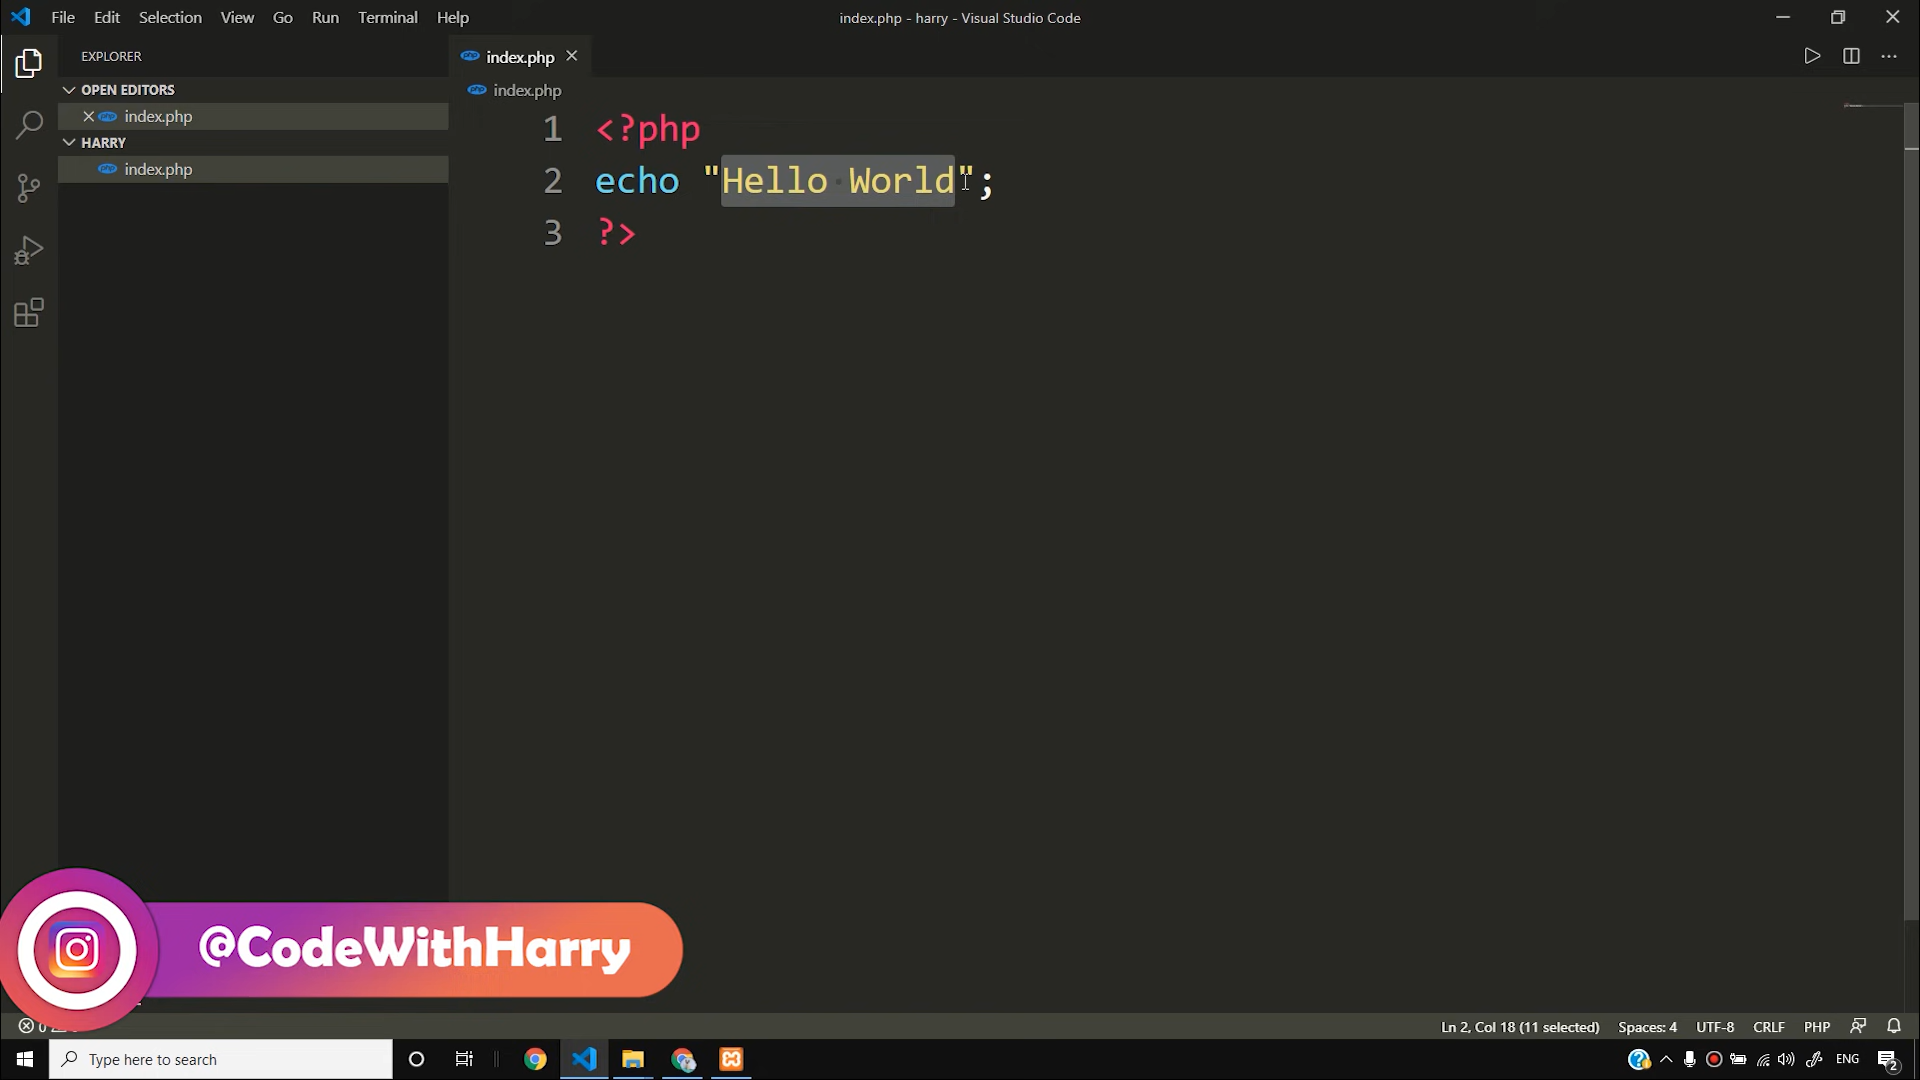 File Edit Selection View Go Run Terminal Help
index.php - harry - Visual Studio Code
EXPLORER
OPEN EDITORS
index.php
HARRY
index.php
index.php
index.php
1 <?php
2 echo "Hello World";
3 ?>
@CodeWithHarry
0
Ln 2, Col 18 (11 selected) Spaces: 4 UTF-8 CRLF PHP
Type here to search
ENG
2